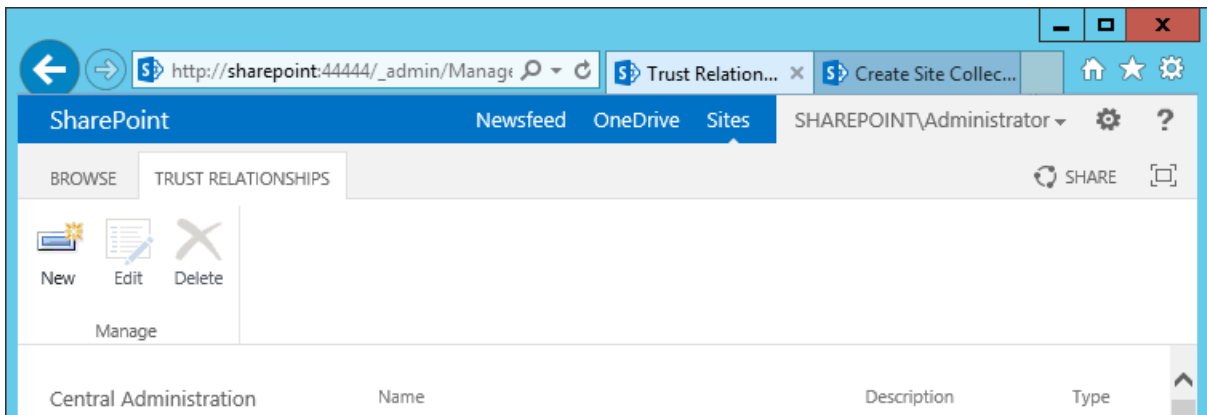 http://sharepoint:44444/_admin/Manage
Trust Relation...
Create Site Collec...
SharePoint
Newsfeed OneDrive Sites SHAREPOINT\Administrator ?
BROWSE TRUST RELATIONSHIPS SHARE
New Edit Delete
Manage
Central Administration Name Description Type